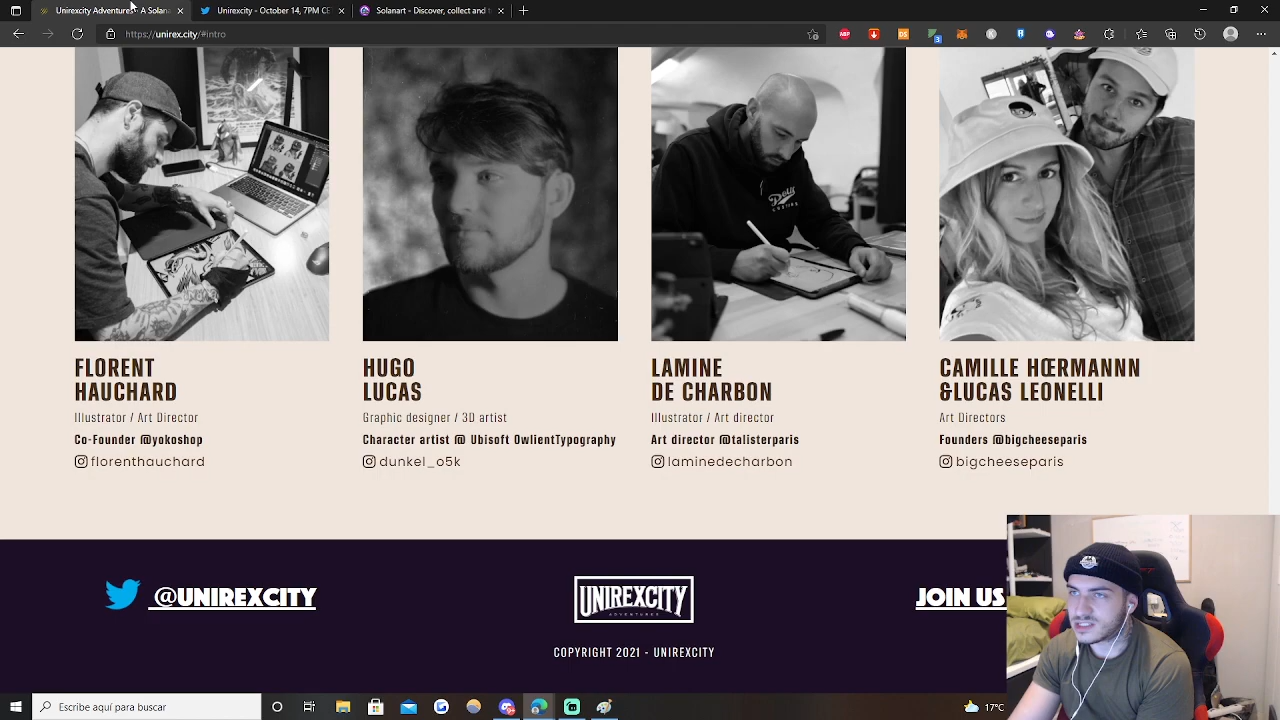 Unirexcity Adventures - A Solana
Unirexcity - October 14, 7PM CE
Solanart - Discover, collect and t
https://unirex.city/#intro
FLORENT
HAUCHARD
Illustrator / Art Director
Co-Founder @yokoshop
florenthauchard
HUGO
LUCAS
Graphic designer / 3D artist
Character artist @ Ubisoft OwlientTypography
dunkel_o5k
LAMINE
DE CHARBON
Illustrator / Art director
Art director @talisterparis
laminedecharbon
CAMILLE HŒRMANNN
&LUCAS LEONELLI
Art Directors
Founders @bigcheeseparis
bigcheeseparis
@UNIREXCITY
UNIREXCITY
ADVENTURES
JOIN US
COPYRIGHT 2021 - UNIREXCITY
Escribe aquí para buscar
17°C